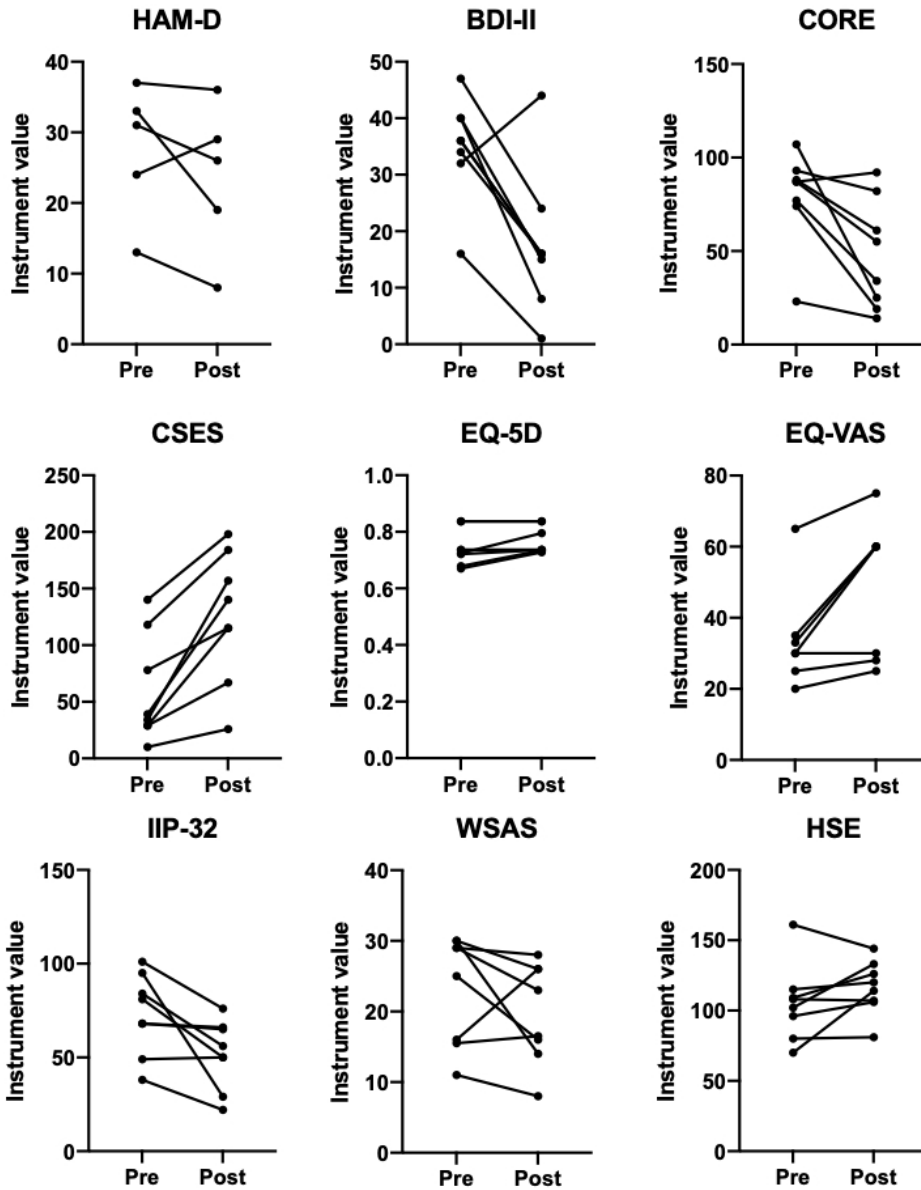 HAM-D
Instrument value
40
30
20
10
0
Pre Post
BDI-II
Instrument value
50
40
30
20
10
0
Pre Post
CORE
Instrument value
150
100
50
0
Pre Post
CSES
Instrument value
250
200
150
100
50
0
Pre Post
EQ-5D
Instrument value
1.0
0.8
0.6
0.4
0.2
0.0
Pre Post
EQ-VAS
Instrument value
80
60
40
20
0
Pre Post
IIP-32
Instrument value
150
100
50
0
Pre Post
WSAS
Instrument value
40
30
20
10
0
Pre Post
HSE
Instrument value
200
150
100
50
0
Pre Post